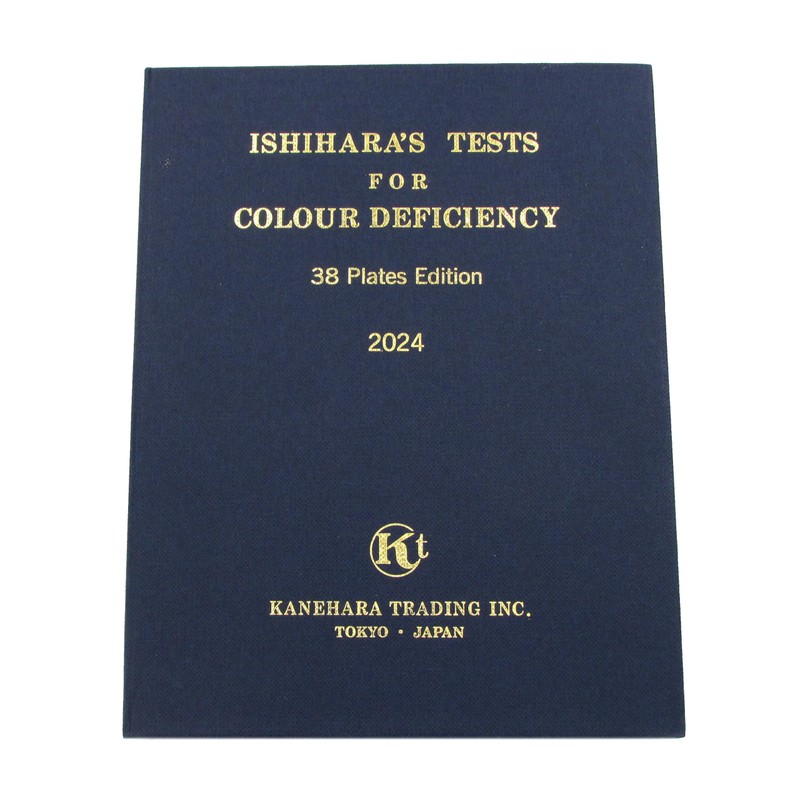 ISHIHARA'S TESTS
FOR
COLOUR DEFICIENCY
38 Plates Edition
2024
Kt
KANEHARA TRADING INC.
TOKYO • JAPAN